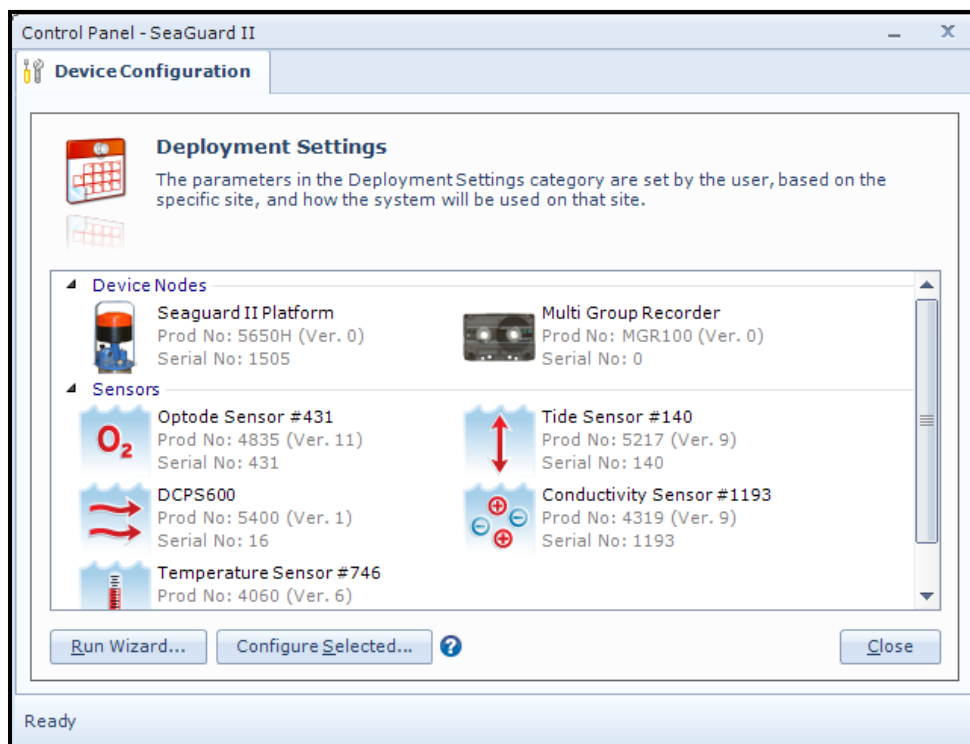 Control Panel - SeaGuard II
Device Configuration
Deployment Settings
The parameters in the Deployment Settings category are set by the user, based on the
specific site, and how the system will be used on that site.
Device Nodes
Seaguard II Platform
Prod No: 5650H (Ver. 0)
Serial No: 1505
Multi Group Recorder
Prod No: MGR100 (Ver. 0)
Serial No: 0
Sensors
O2
Optode Sensor #431
Prod No: 4835 (Ver. 11)
Serial No: 431
Tide Sensor #140
Prod No: 5217 (Ver. 9)
Serial No: 140
DCPS600
Prod No: 5400 (Ver. 1)
Serial No: 16
Conductivity Sensor #1193
Prod No: 4319 (Ver. 9)
Serial No: 1193
Temperature Sensor #746
Prod No: 4060 (Ver. 6)
Run Wizard...
Configure Selected...
?
Close
Ready